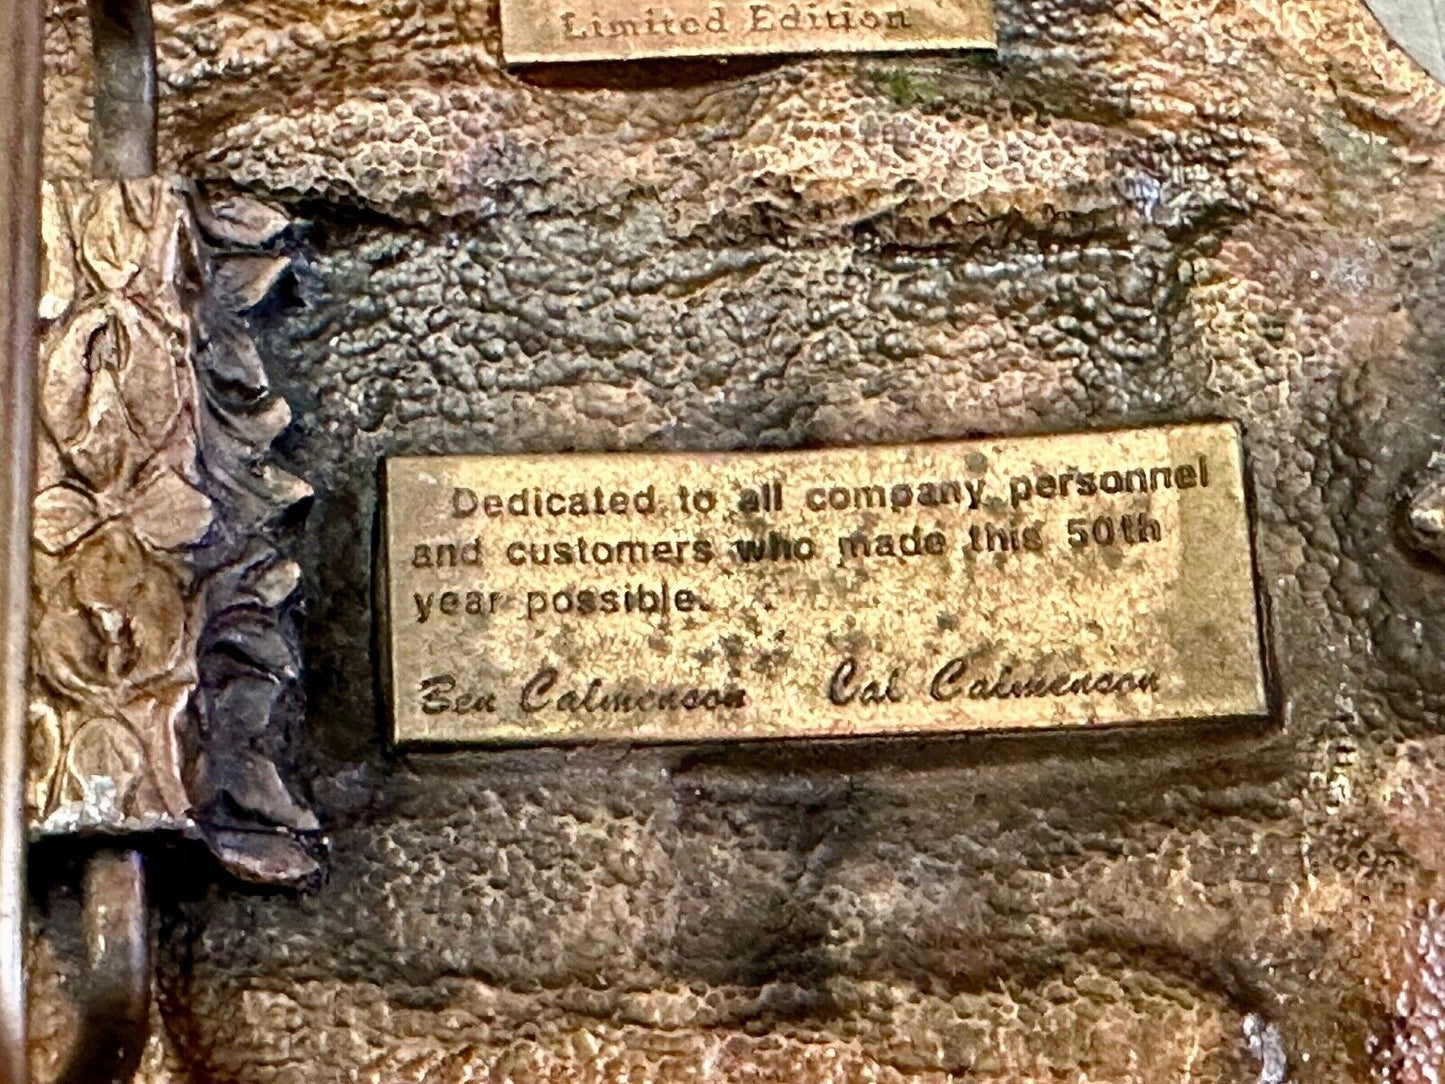 Limited Edition
Dedicated to all company personnel
and customers who made this 50th
year possible.
Ben Calmenson Cal Calmenson